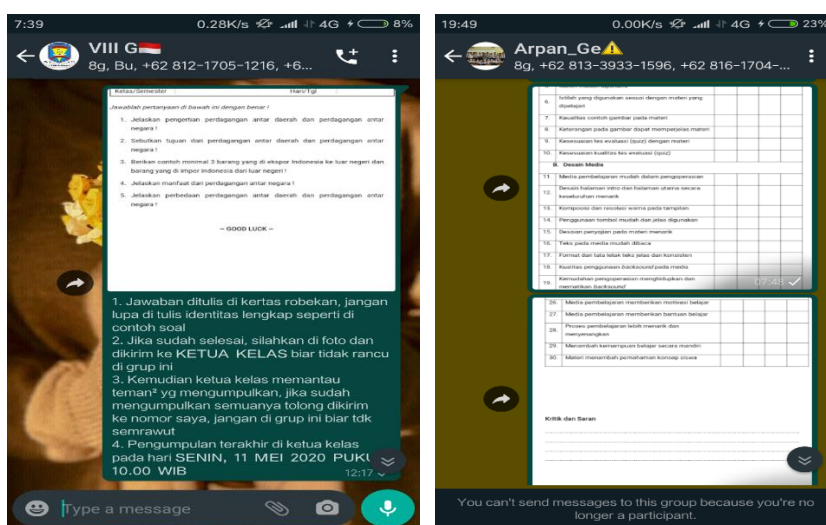 7:39 0.28K/s 4G 8%
VIII G
8g, Bu, +62 812-1705-1216, +6...
Kelas/Semester : Hari/Tgl :
Jawablah pertanyaan di bawah ini dengan benar !
1. Jelaskan pengertian perdagangan antar daerah dan perdagangan antar
negara !
2. Sebutkan tujuan dari perdagangan antar daerah dan perdagangan antar
negara !
3. Berikan contoh minimal 3 barang yang di ekspor Indonesia ke luar negeri dan
barang yang di impor Indonesia dari luar negeri !
4. Jelaskan manfaat dari perdagangan antar negara !
5. Jelaskan perbedaan perdagangan antar daerah dan perdagangan antar
negara !
~ GOOD LUCK ~
1. Jawaban ditulis di kertas robekan, jangan
lupa di tulis identitas lengkap seperti di
contoh soal
2. Jika sudah selesai, silahkan di foto dan
dikirim ke KETUA KELAS biar tidak rancu
di grup ini
3. Kemudian ketua kelas memantau
teman² yg mengumpulkan, jika sudah
mengumpulkan semuanya tolong dikirim
ke nomor saya, jangan di grup ini biar tdk
semrawut
4. Pengumpulan terakhir di ketua kelas
pada hari SENIN, 11 MEI 2020 PUKU
10.00 WIB 12:17
Type a message
19:49 0.00K/s 4G 23%
Arpan_Ge
8g, +62 813-3933-1596, +62 816-1704-...
6. Istilah yang digunakan sesuai dengan materi yang
dipelajari
7. Kaualitas contoh gambar pada materi
8. Keterangan pada gambar dapat memperjelas materi
9. Kesesuaian tes evaluasi (quiz) dengan materi
10. Kesesuaian kualitas tes evaluasi (quiz)
B. Desain Media
11. Media pembelajaran mudah dalam pengoperasian
12. Desain halaman intro dan halaman utama secara
keseluruhan menarik
13. Komposisi dan resolusi warna pada tampilan
14. Penggunaan tombol mudah dan jelas digunakan
15. Desaian penyajian pada materi menarik
16. Teks pada media mudah dibaca
17. Format dan tata letak teks jelas dan konsisten
18. Kualitas penggunaan backsound pada media
19. Kemudahan pengoperasian menghidupkan dan
mematikan backsound
07:48
26. Media pembelajaran memberikan motivasi belajar
27. Media pembelajaran memberikan bantuan belajar
28. Proses pembelajaran lebih menarik dan
menyenangkan
29. Menambah kemampuan belajar secara mandiri
30. Materi menambah pemahaman konsep siswa
Kritik dan Saran
You can't send messages to this group because you're no
longer a participant.